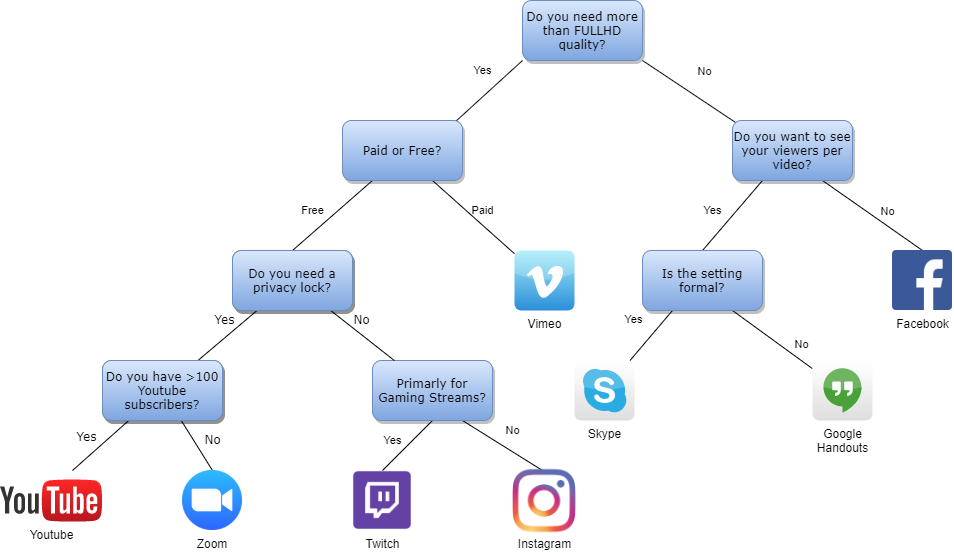 Do you need more
than FULLHD
quality?
Yes
No
Paid or Free?
Do you want to see
your viewers per
video?
Free
Paid
Yes
No
Do you need a
privacy lock?
Vimeo
Is the setting
formal?
Facebook
Yes
No
Yes
No
Do you have >100
Youtube
subscribers?
Primarly for
Gaming Streams?
Skype
Google
Handouts
Yes
No
Yes
No
YouTube
Youtube
Zoom
Twitch
Instagram